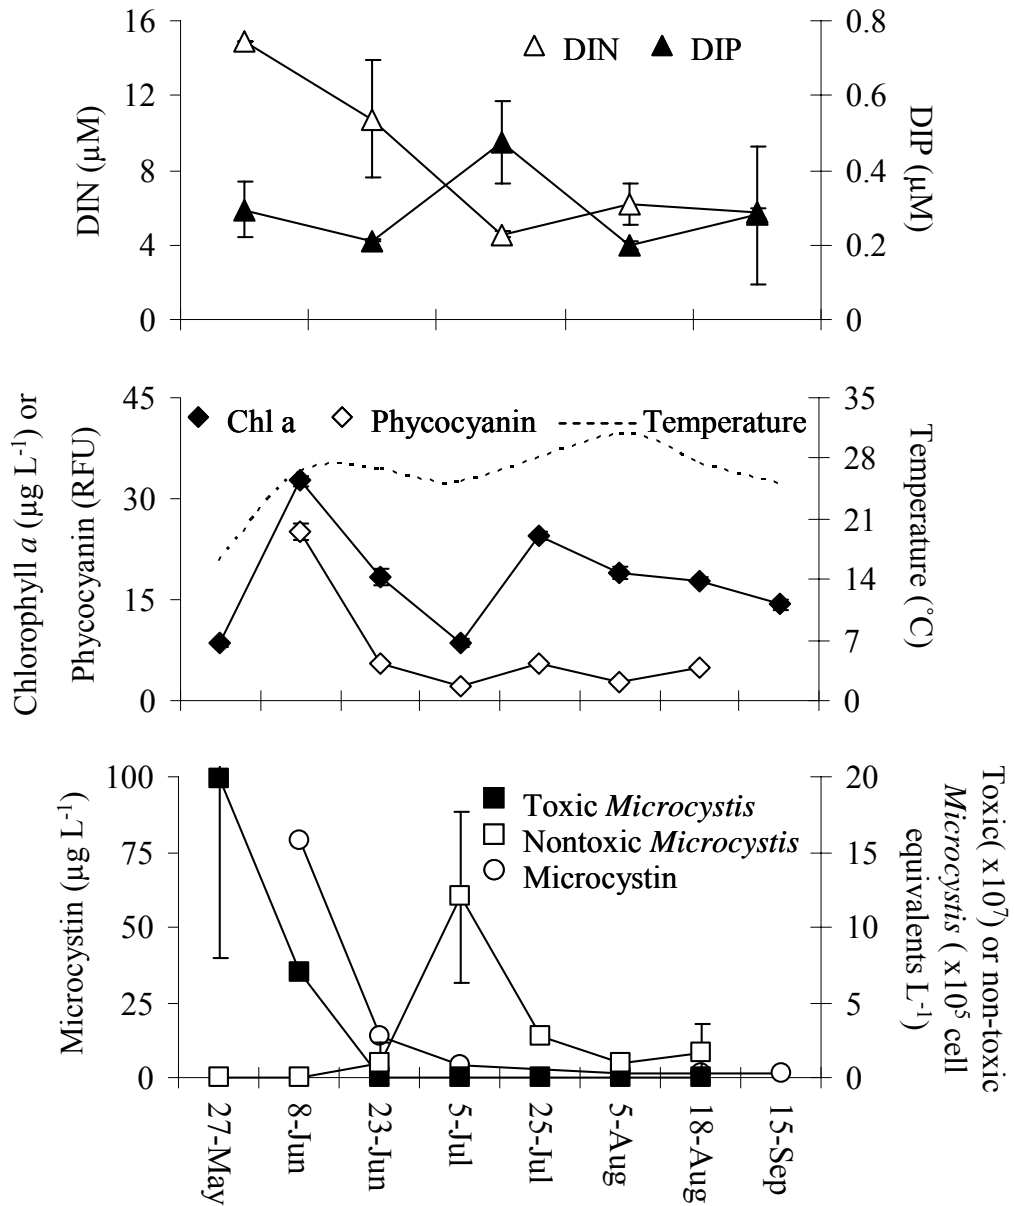 16
12
8
4
0
DIN (µM)
DIN
DIP
0.8
0.6
0.4
0.2
0
DIP (µM)
45
30
15
0
Chlorophyll a (µg L-1) or
Phycocyanin (RFU)
Chl a
Phycocyanin
Temperature
35
28
21
14
7
0
Temperature (˚C)
100
75
50
25
0
Microcystin (µg L-1)
Toxic Microcystis
Nontoxic Microcystis
Microcystin
20
15
10
5
0
Toxic( x107) or non-toxic
Microcystis ( x105 cell
equivalents L-1)
27-May
8-Jun
23-Jun
5-Jul
25-Jul
5-Aug
18-Aug
15-Sep